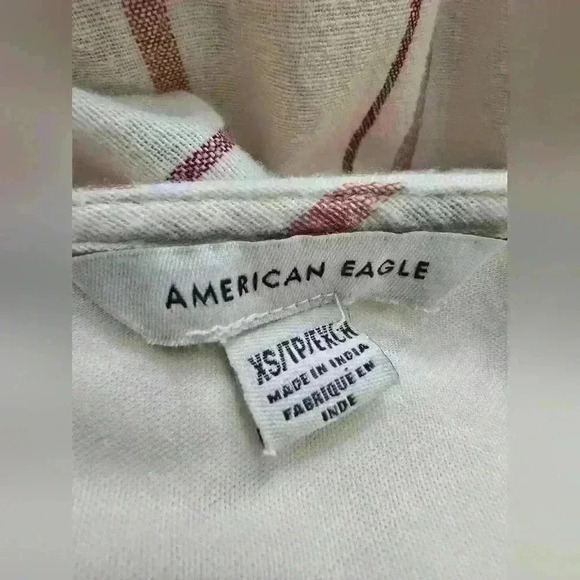 AMERICAN EAGLE
XS/TP/EXCH
MADE IN INDIA
FABRIQUÉ EN
INDE